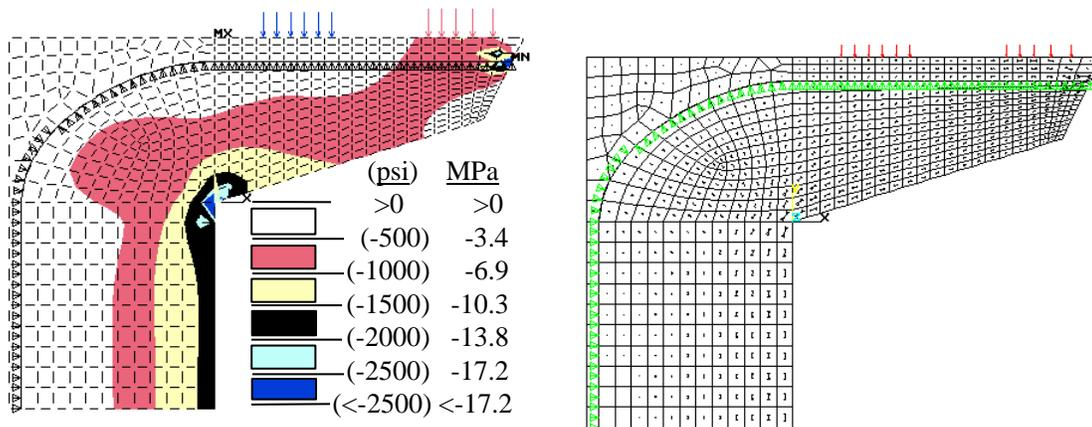 MX
MN
X
(psi) MPa
>0 >0
(-500) -3.4
(-1000) -6.9
(-1500) -10.3
(-2000) -13.8
(-2500) -17.2
(<-2500) <-17.2
X